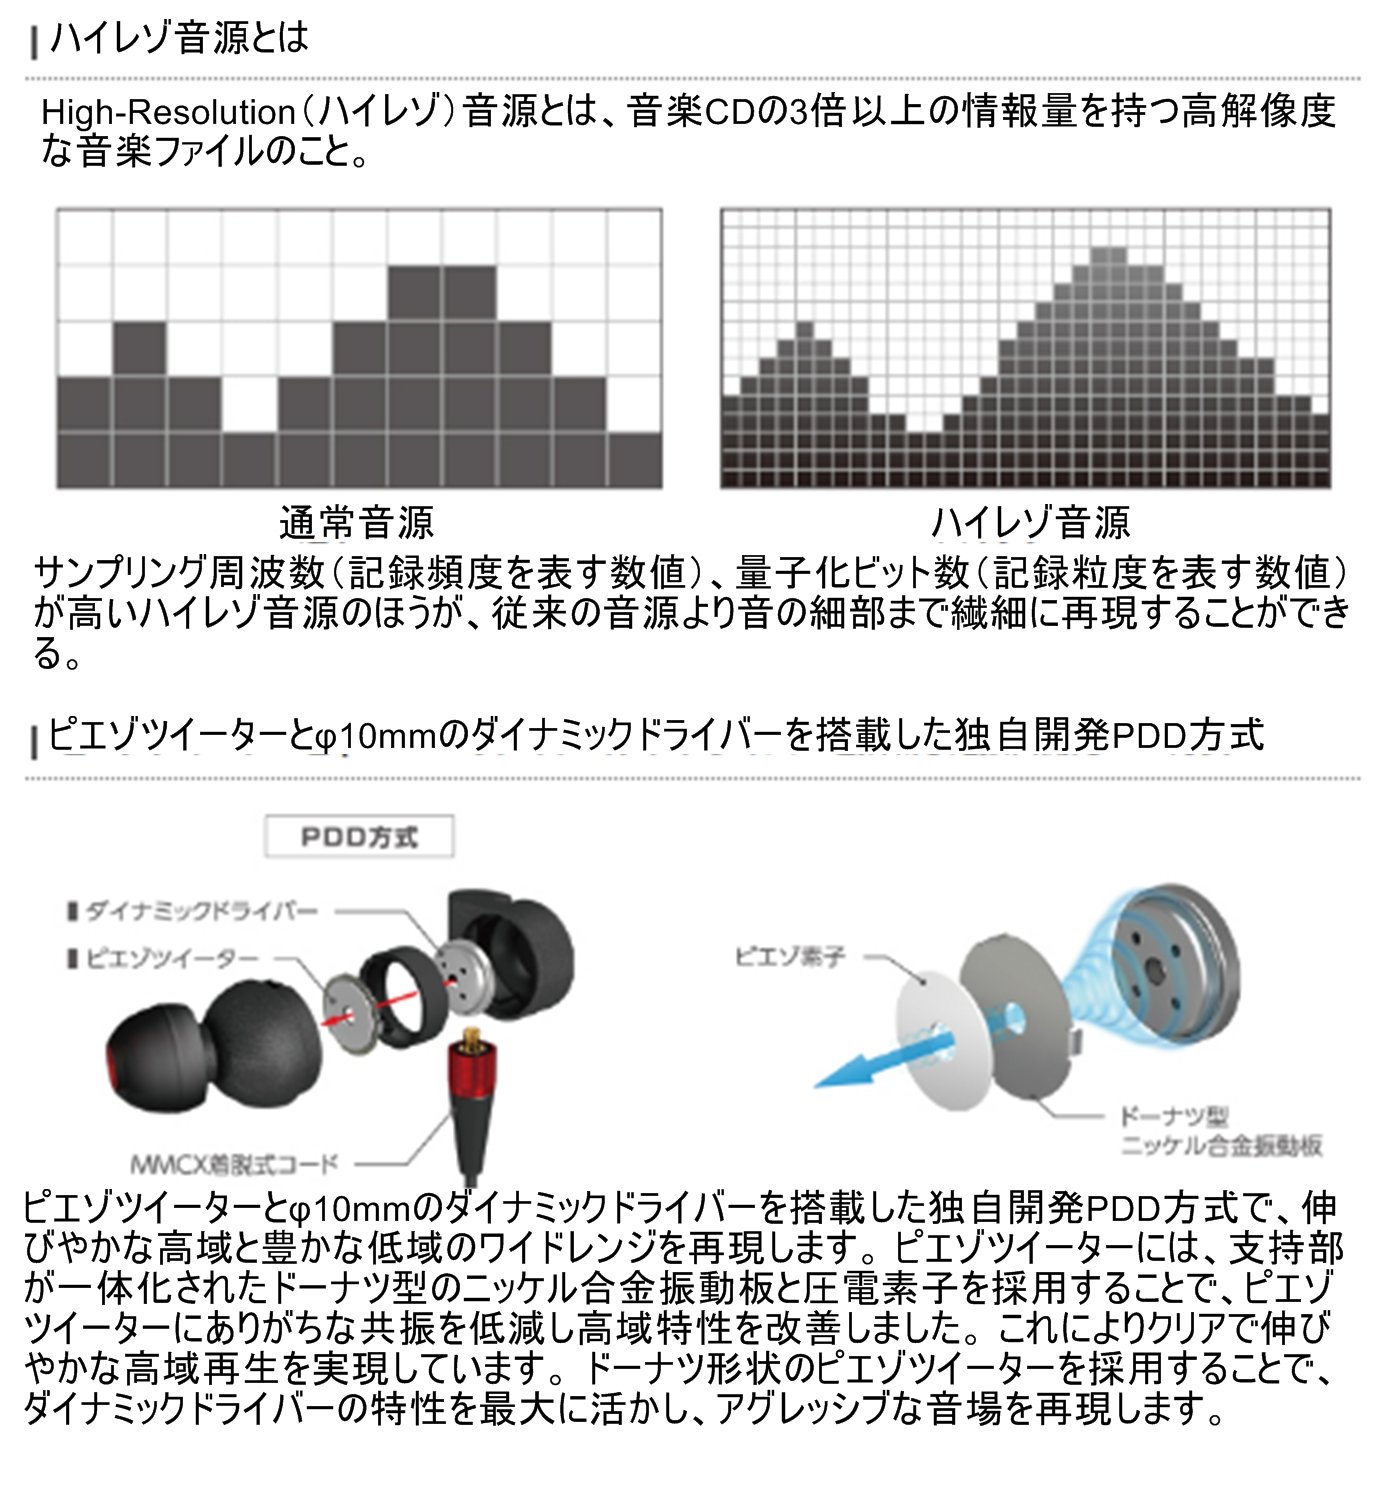 ハイレゾ音源とは
High-Resolution（ハイレゾ）音源とは、音楽CDの3倍以上の情報量を持つ高解像度
な音楽ファイルのこと。
通常音源
ハイレゾ音源
サンプリング周波数（記録頻度を表す数値）、量子化ビット数（記録粒度を表す数値）
が高いハイレゾ音源のほうが、従来の音源より音の細部まで繊細に再現することができ
る。
ピエゾツイーターとφ10mmのダイナミックドライバーを搭載した独自開発PDD方式
PDD方式
ダイナミックドライバー
ピエゾツイーター
MMCX着脱式コード
ピエゾ素子
ドーナツ型
ニッケル合金振動板
ピエゾツイーターとφ10mmのダイナミックドライバーを搭載した独自開発PDD方式で、伸
びやかな高域と豊かな低域のワイドレンジを再現します。ピエゾツイーターには、支持部
が一体化されたドーナツ型のニッケル合金振動板と圧電素子を採用することで、ピエゾ
ツイーターにありがちな共振を低減し高域特性を改善しました。これによりクリアで伸び
やかな高域再生を実現しています。ドーナツ形状のピエゾツイーターを採用することで、
ダイナミックドライバーの特性を最大に活かし、アグレッシブな音場を再現します。